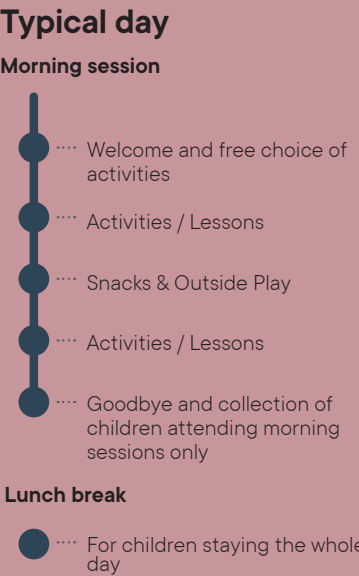 Typical day
Morning session
Welcome and free choice of
activities
Activities / Lessons
Snacks & Outside Play
Activities / Lessons
Goodbye and collection of
children attending morning
sessions only
Lunch break
For children staying the whole
day